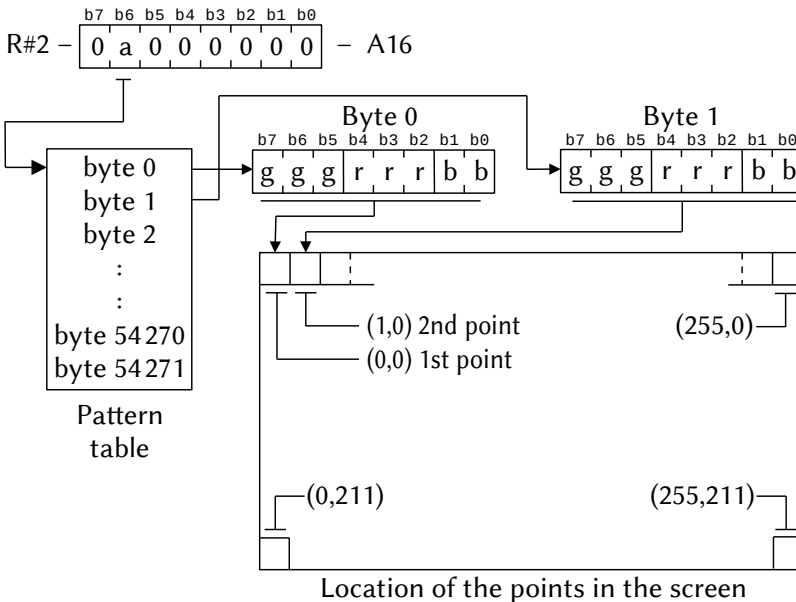 b7 b6 b5 b4 b3 b2 b1 b0
R#2 – 0 a 0 0 0 0 0 0 – A16
Byte 0 Byte 1
b7 b6 b5 b4 b3 b2 b1 b0 b7 b6 b5 b4 b3 b2 b1 b0
g g g r r r b b g g g r r r b b
byte 0
byte 1
byte 2
:
:
byte 54 270
byte 54 271
Pattern
table
(1,0) 2nd point (255,0)
(0,0) 1st point
(0,211) (255,211)
Location of the points in the screen